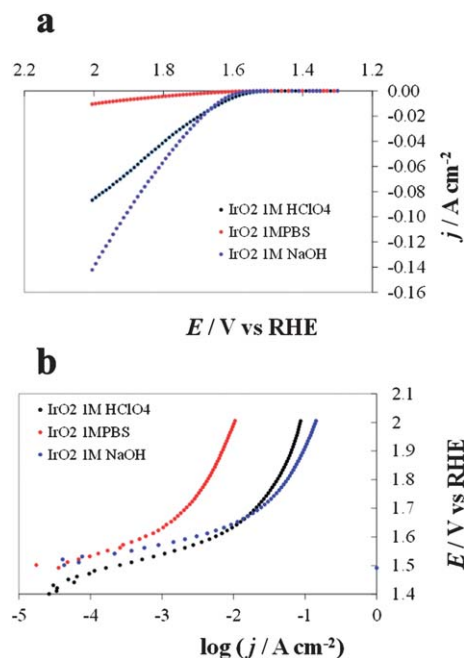 a
2.2 2 1.8 1.6 1.4 1.2
0.00
-0.02
-0.04
-0.06
-0.08
-0.10
-0.12
-0.14
-0.16
j / A cm-2
IrO2 1M HClO4
IrO2 1MPBS
IrO2 1M NaOH
E / V vs RHE
b
IrO2 1M HClO4
IrO2 1MPBS
IrO2 1M NaOH
2.1
2
1.9
1.8
1.7
1.6
1.5
1.4
E / V vs RHE
-5 -4 -3 -2 -1 0
log (j / A cm-2)